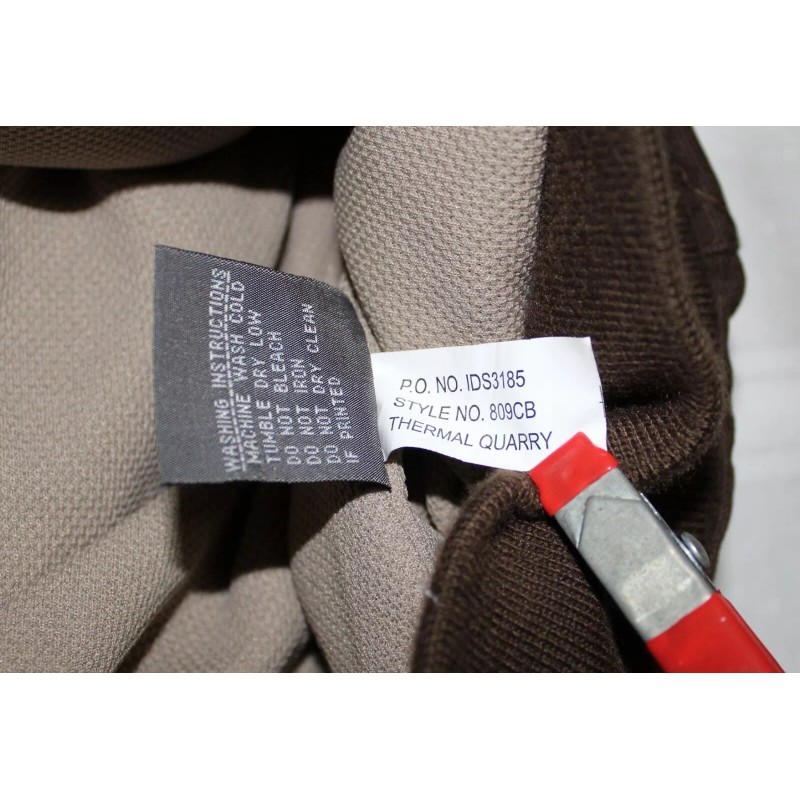 WASHING INSTRUCTIONS
MACHINE WASH COLD
TUMBLE DRY LOW
DO NOT BLEACH
DO NOT IRON
DO NOT DRY CLEAN
IF PRINTED
P.O. NO. IDS3185
STYLE NO. 809CB
THERMAL QUARRY